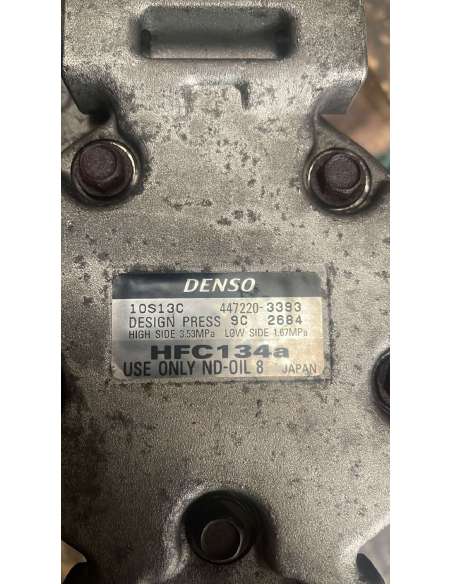 DENSO
10S13C 447220-3393
DESIGN PRESS 9C 2684
HIGH SIDE 3.53MPa LOW SIDE 1.67MPa
HFC134a
USE ONLY ND-OIL 8 JAPAN